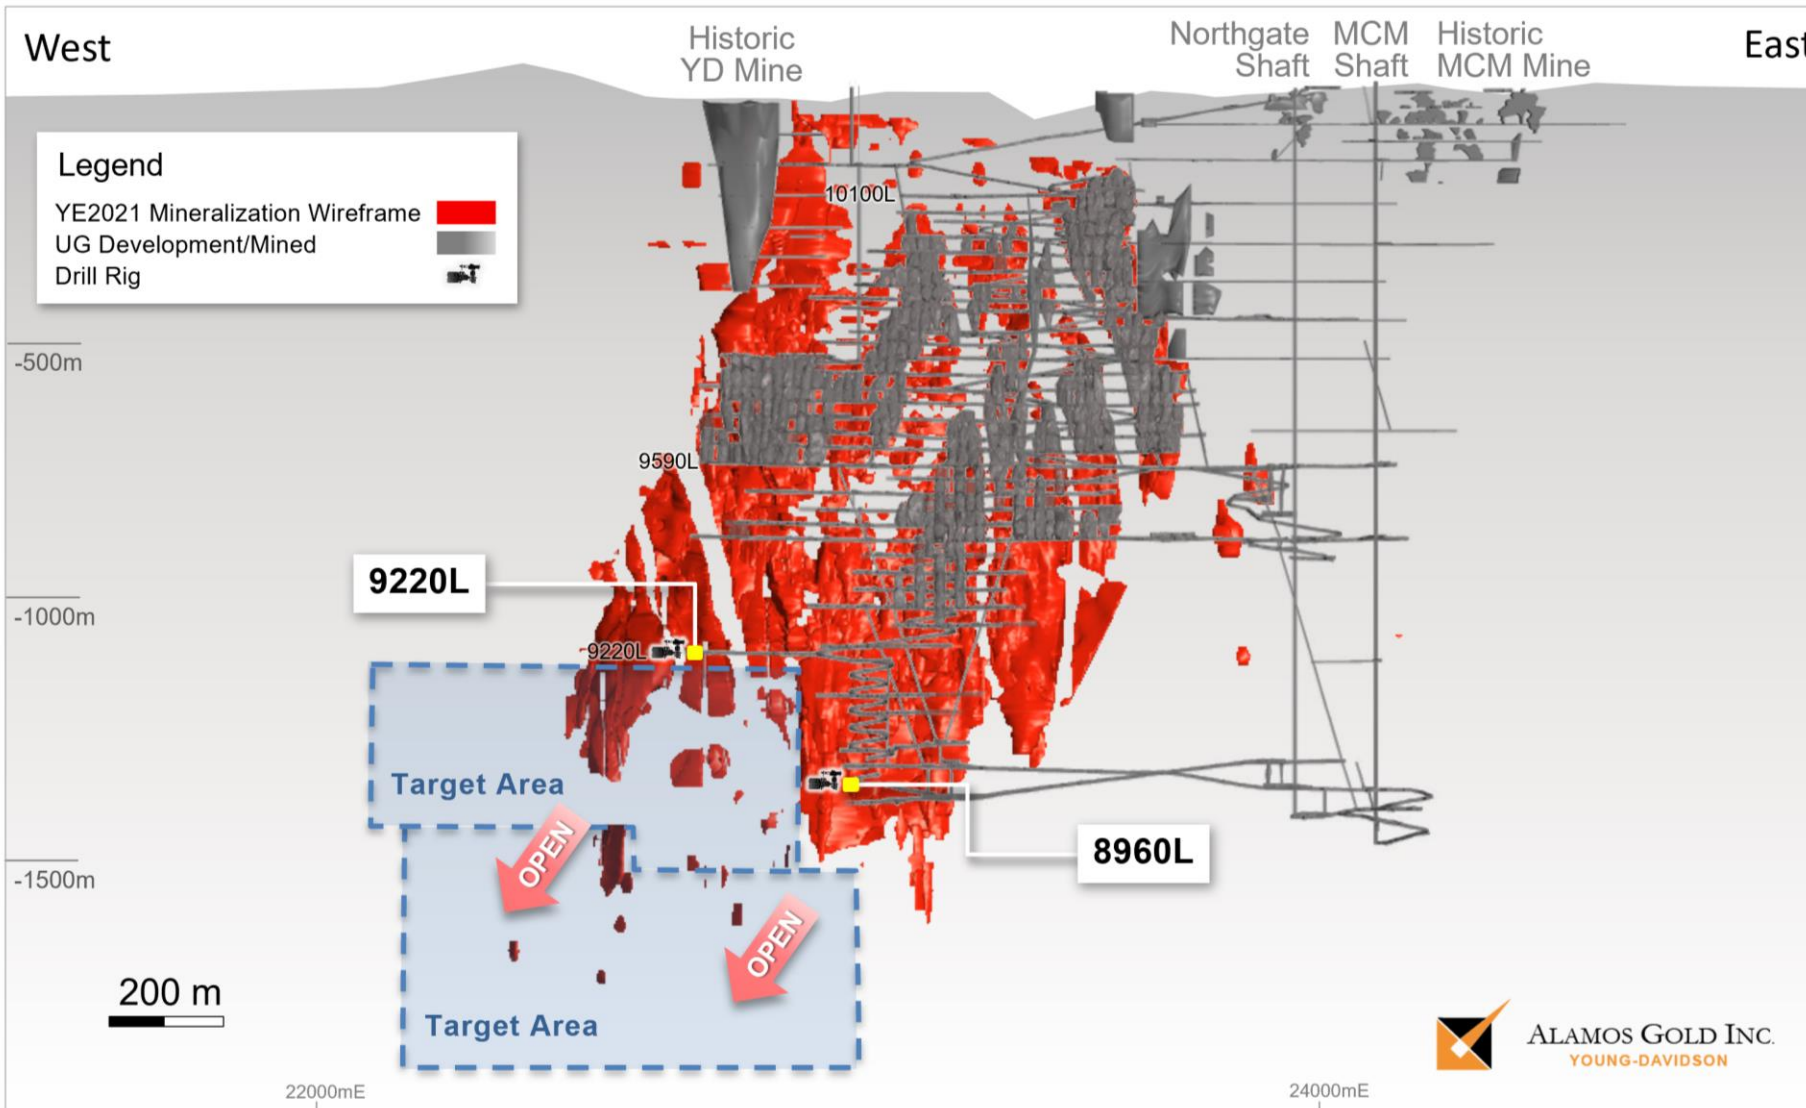 West
Historic
YD Mine
Northgate
Shaft
MCM
Shaft
Historic
MCM Mine
East
Legend
YE2021 Mineralization Wireframe
UG Development/Mined
Drill Rig
10100L
-500m
9590L
9220L
-1000m
9220L
Target Area
8960L
-1500m
OPEN
OPEN
200 m
Target Area
ALAMOS GOLD INC.
YOUNG-DAVIDSON
22000mE
24000mE